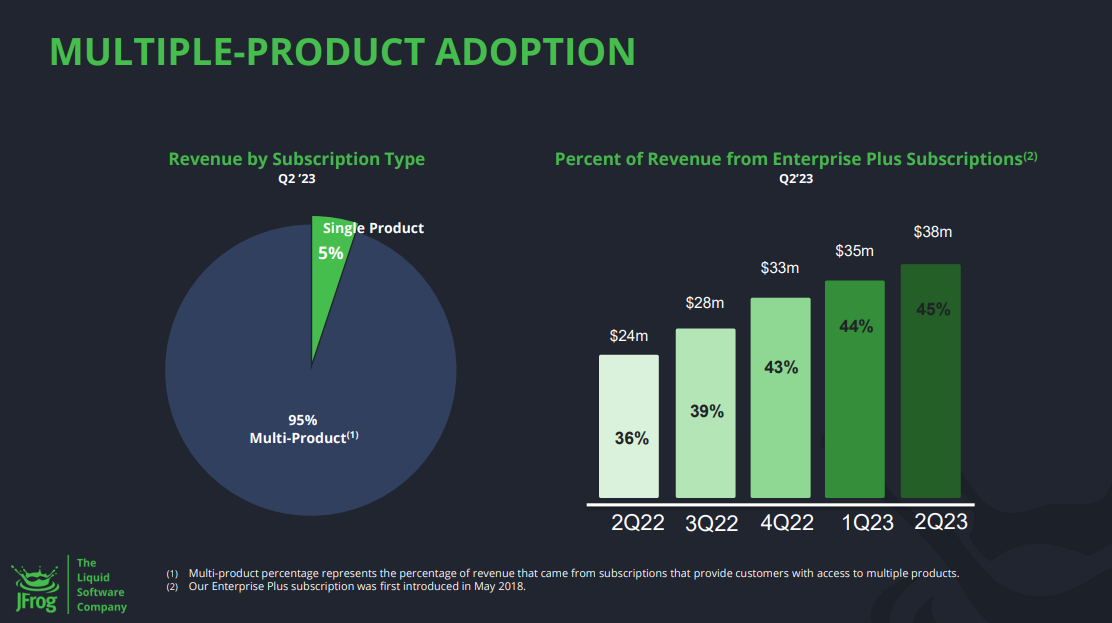 MULTIPLE-PRODUCT ADOPTION
Revenue by Subscription Type
Q2 ’23
Single Product
5%
95%
Multi-Product(1)
Percent of Revenue from Enterprise Plus Subscriptions(2)
Q2’23
$24m
$28m
$33m
$35m
$38m
36%
39%
43%
44%
45%
2Q22
3Q22
4Q22
1Q23
2Q23
JFrog
The
Liquid
Software
Company
(1) Multi-product percentage represents the percentage of revenue that came from subscriptions that provide customers with access to multiple products.
(2) Our Enterprise Plus subscription was first introduced in May 2018.